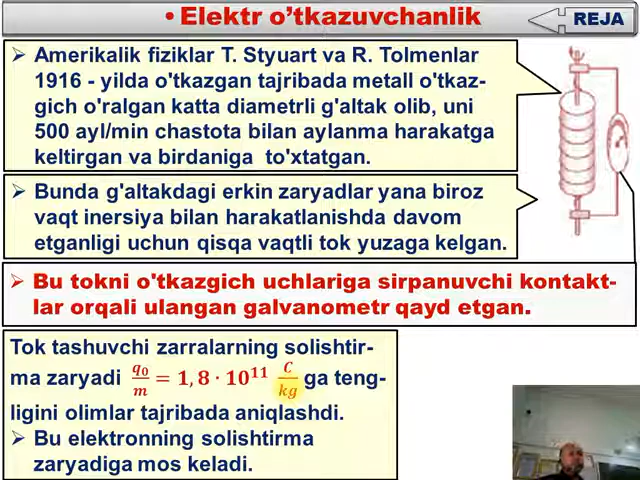 • Elektr o’tkazuvchanlik
REJA
➢ Amerikalik fiziklar T. Styuart va R. Tolmenlar
1916 - yilda o'tkazgan tajribada metall o'tkaz-
gich o'ralgan katta diametrli g'altak olib, uni
500 ayl/min chastota bilan aylanma harakatga
keltirgan va birdaniga to'xtatgan.
➢ Bunda g'altakdagi erkin zaryadlar yana biroz
vaqt inersiya bilan harakatlanishda davom
etganligi uchun qisqa vaqtli tok yuzaga kelgan.
➢ Bu tokni o'tkazgich uchlariga sirpanuvchi kontakt-
lar orqali ulangan galvanometr qayd etgan.
Tok tashuvchi zarralarning solishtir-
ma zaryadi q₀/m = 1, 8 · 10¹¹ C/kg ga teng-
ligini olimlar tajribada aniqlashdi.
➢ Bu elektronning solishtirma
zaryadiga mos keladi.